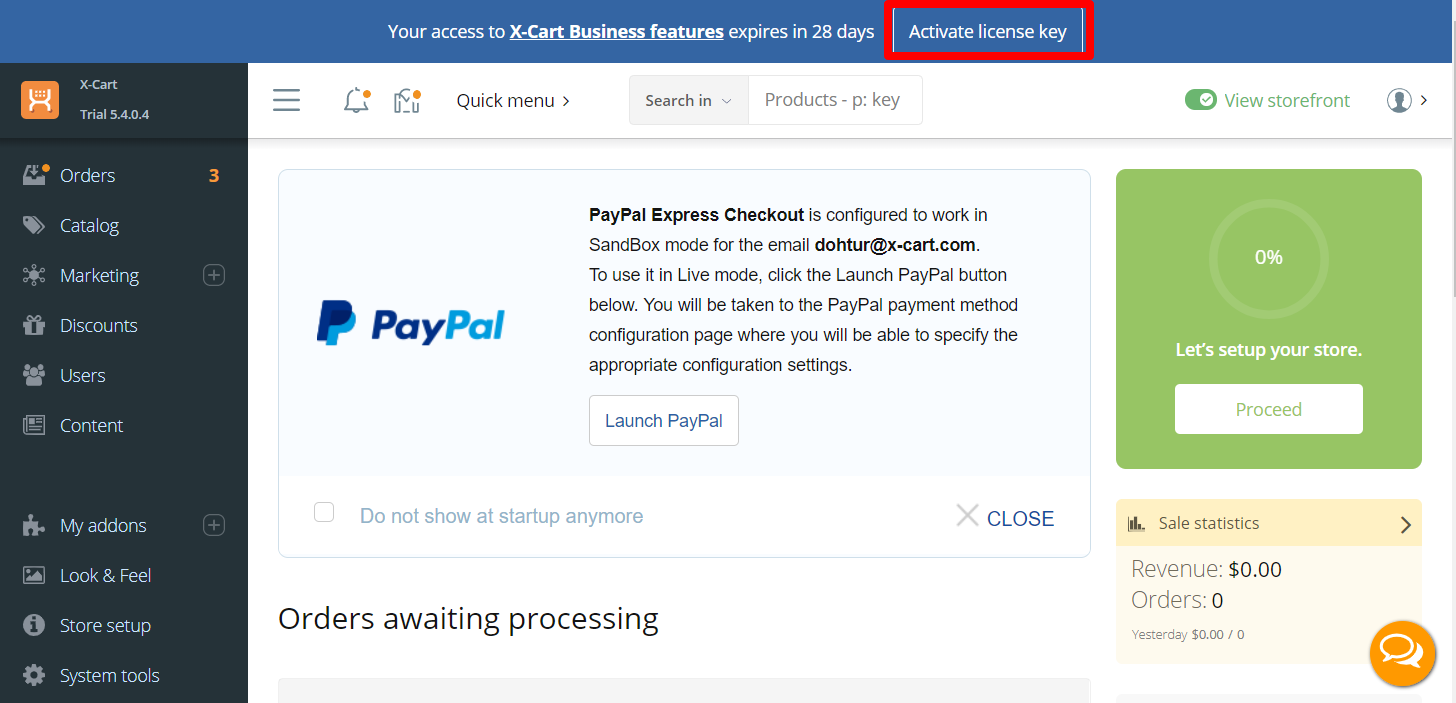 Your access to X-Cart Business features expires in 28 days Activate license key
X-Cart
Trial 5.4.0.4
Quick menu
Search in
Products - p: key
View storefront
Orders 3
Catalog
Marketing
Discounts
Users
Content
My addons
Look & Feel
Store setup
System tools
PayPal
PayPal Express Checkout is configured to work in
SandBox mode for the email dohtur@x-cart.com.
To use it in Live mode, click the Launch PayPal button
below. You will be taken to the PayPal payment method
configuration page where you will be able to specify the
appropriate configuration settings.
Launch PayPal
Do not show at startup anymore
CLOSE
Orders awaiting processing
0%
Let's setup your store.
Proceed
Sale statistics
Revenue: $0.00
Orders: 0
Yesterday $0.00 / 0